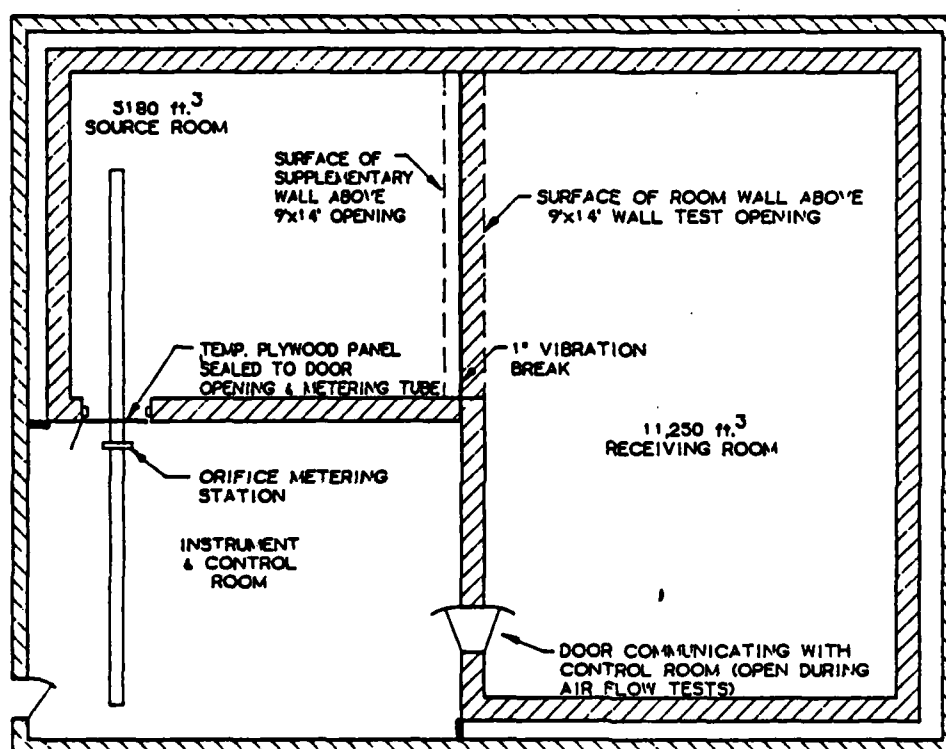 5180 ft.3
SOURCE ROOM
SURFACE OF
SUPPLEMENTARY
WALL ABOVE
9'x14' OPENING
SURFACE OF ROOM WALL ABOVE
9'x14' WALL TEST OPENING
TEMP. PLYWOOD PANEL
SEALED TO DOOR
OPENING & METERING TUBE
1" VIBRATION
BREAK
11,250 ft.3
RECEIVING ROOM
ORIFICE METERING
STATION
INSTRUMENT
& CONTROL
ROOM
DOOR COMMUNICATING WITH
CONTROL ROOM (OPEN DURING
AIR FLOW TESTS)